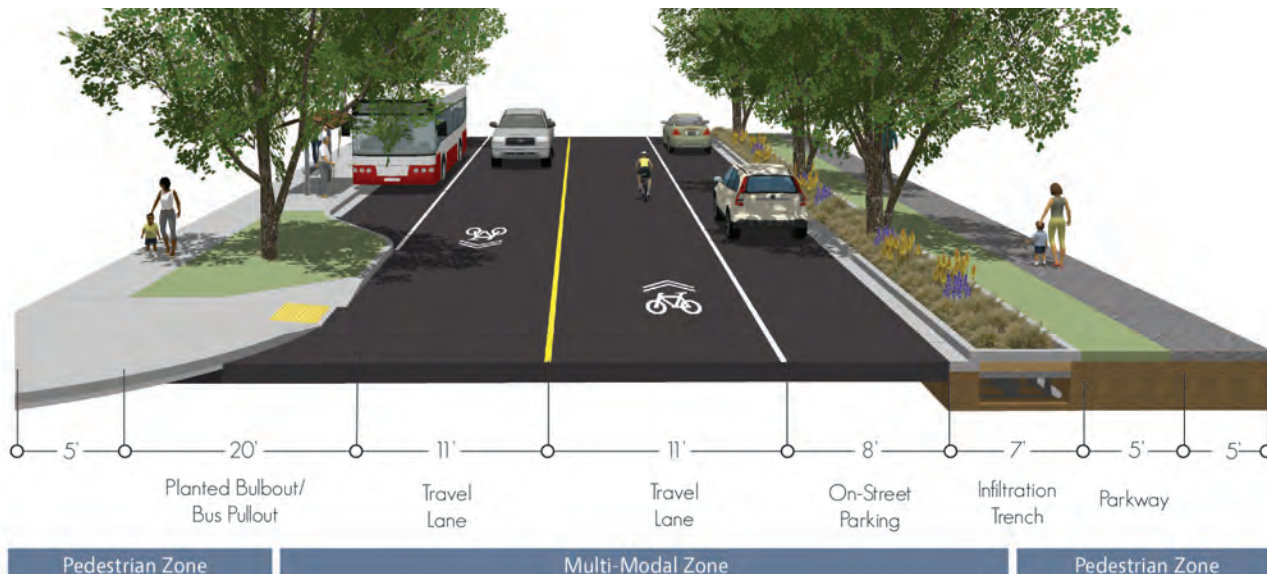 5' 20' 11' 11' 8' 7' 5' 5'
Planted Bulbout/
Bus Pullout
Travel
Lane
Travel
Lane
On-Street
Parking
Infiltration
Trench
Parkway
Pedestrian Zone
Multi-Modal Zone
Pedestrian Zone